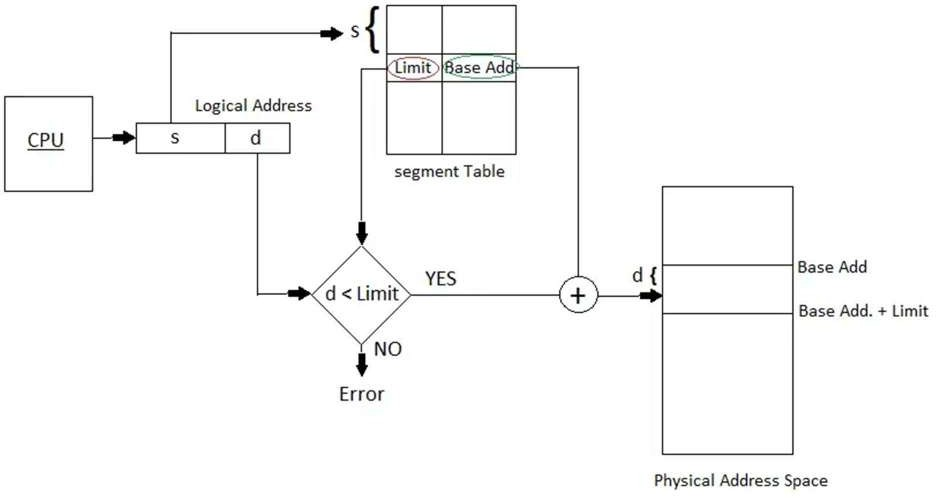 s {
Limit
Base Add
Logical Address
CPU
s
d
segment Table
d {
Base Add
YES
d < Limit
+
Base Add. + Limit
NO
Error
Physical Address Space